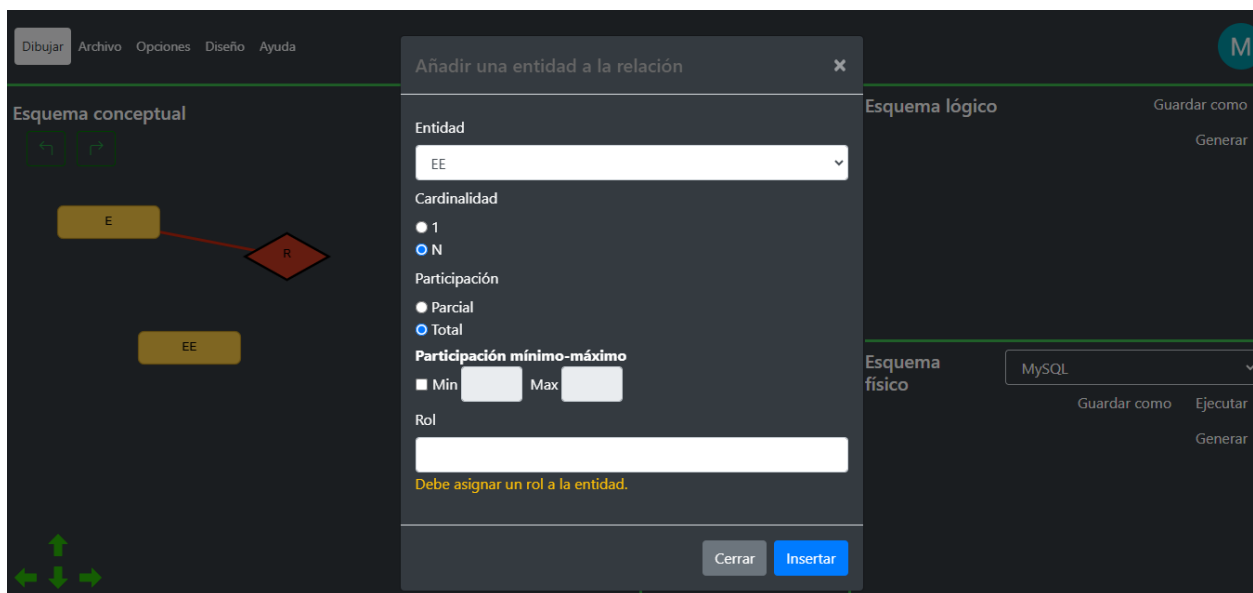 Dibujar Archivo Opciones Diseño Ayuda
M
Esquema conceptual
E
R
EE
Añadir una entidad a la relación ×
Entidad
EE
Cardinalidad
1
N
Participación
Parcial
Total
Participación mínimo-máximo
Min Max
Rol
Debe asignar un rol a la entidad.
Cerrar Insertar
Esquema lógico Guardar como
Generar
Esquema físico
MySQL
Guardar como Ejecutar
Generar